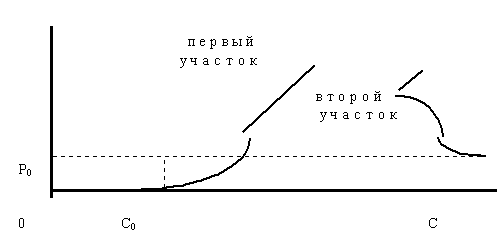 первый
участок
второй
участок
P₀
0 C₀ C